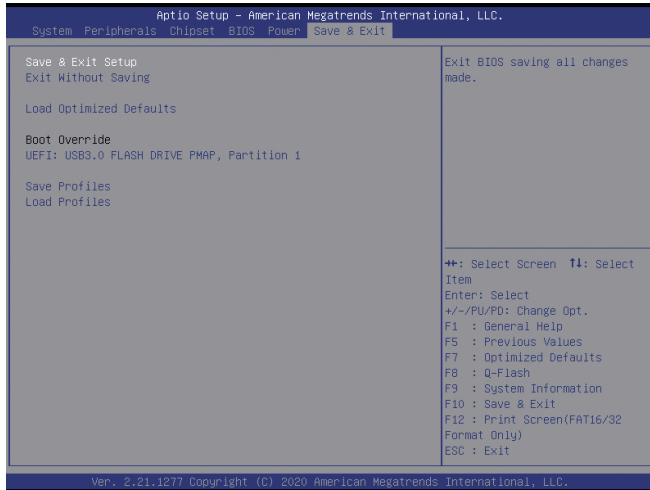 Aptio Setup – American Megatrends International, LLC.
System Peripherals Chipset BIOS Power Save & Exit
Save & Exit Setup
Exit Without Saving
Load Optimized Defaults
Boot Override
UEFI: USB3.0 FLASH DRIVE PMAP, Partition 1
Save Profiles
Load Profiles
Exit BIOS saving all changes
made.
→←: Select Screen ↑↓: Select
Item
Enter: Select
+/-/PU/PD: Change Opt.
F1 : General Help
F5 : Previous Values
F7 : Optimized Defaults
F8 : Q-Flash
F9 : System Information
F10 : Save & Exit
F12 : Print Screen(FAT16/32
Format Only)
ESC : Exit
Ver. 2.21.1277 Copyright (C) 2020 American Megatrends International, LLC.